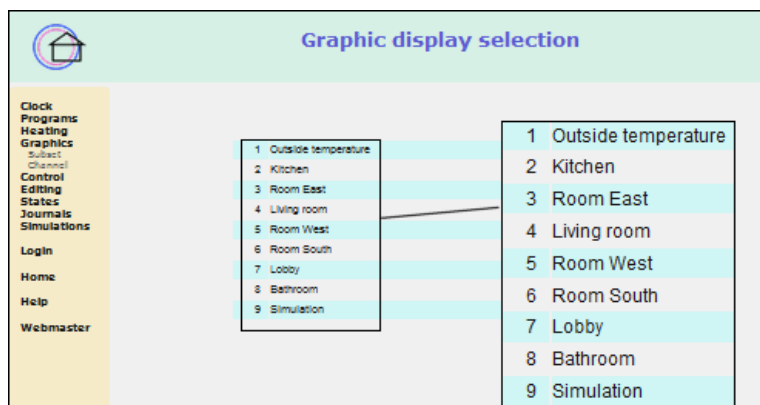 Graphic display selection
Clock
Programs
Heating
Graphics
Subset
Channel
Control
Editing
States
Journals
Simulations
Login
Home
Help
Webmaster
1 Outside temperature
2 Kitchen
3 Room East
4 Living room
5 Room West
6 Room South
7 Lobby
8 Bathroom
9 Simulation
1 Outside temperature
2 Kitchen
3 Room East
4 Living room
5 Room West
6 Room South
7 Lobby
8 Bathroom
9 Simulation